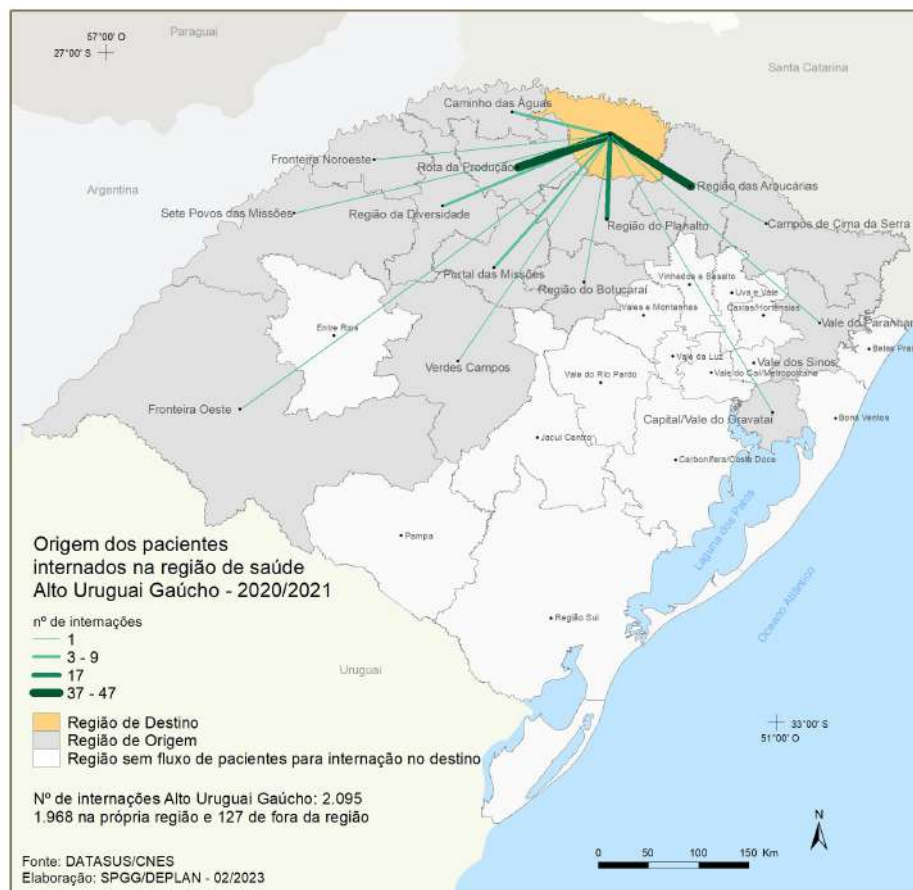 Paraguai
57°00' O
27°00' S
Santa Catarina
Caminho das Águas
Fronteira Noroeste
Rota da Produção
Região das Araucárias
Argentina
Sete Povos das Missões
Região da Diversidade
Campos de Cima da Serra
Região do Planalto
Portal das Missões
Região do Botucaraí
Vinhedos e Basalto
Uva e Vale
Vales e Montanhas
Caxias/Hortênsias
Entre Rios
Vale do Paranhan
Belas Prai
Vale da Luz
Vale dos Sinos
Verdes Campos
Vale do Rio Pardo
Vale do Caí/Metropolitana
Fronteira Oeste
Capital/Vale do Gravataí
Bons Ventos
Jacuí Centro
Carbonífera/Costa Doce
Laguna dos Patos
Pampa
Oceano Atlântico
Região Sul
Uruguai
Origem dos pacientes
internados na região de saúde
Alto Uruguai Gaúcho - 2020/2021
nº de internações
1
3 - 9
17
37 - 47
Região de Destino
Região de Origem
Região sem fluxo de pacientes para internação no destino
33°00' S
51°00' O
Nº de internações Alto Uruguai Gaúcho: 2.095
1.968 na própria região e 127 de fora da região
N
0 50 100 150 Km
Fonte: DATASUS/CNES
Elaboração: SPGG/DEPLAN - 02/2023